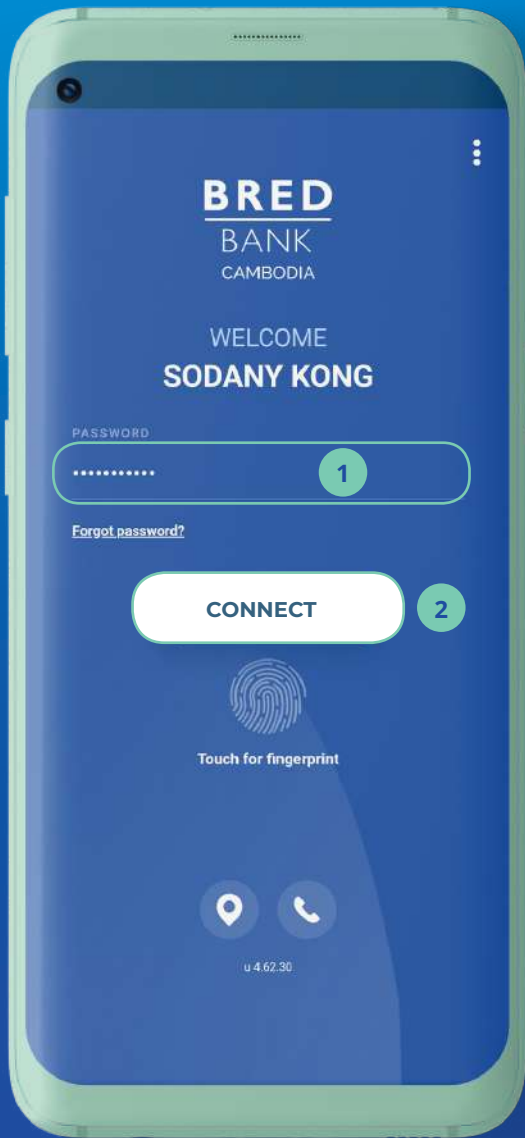 BRED
BANK
CAMBODIA
WELCOME
SODANY KONG
PASSWORD
••••••••••• 1
Forgot password?
CONNECT 2
Touch for fingerprint
u 4.62.30